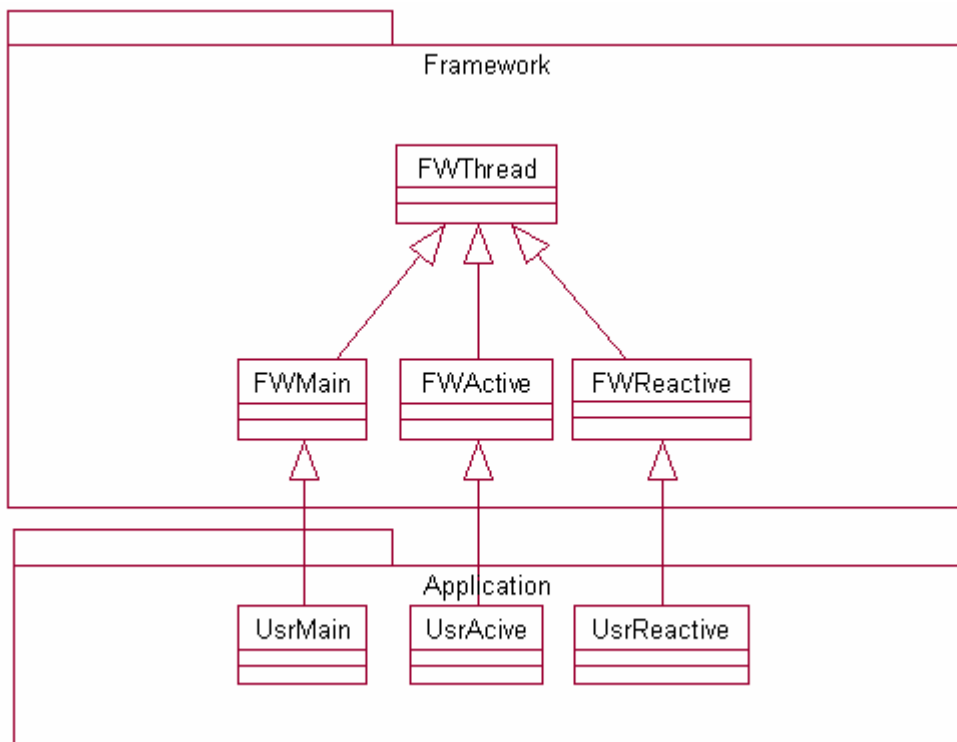 Framework
FWThread
FWMain
FWActive
FWReactive
Application
UsrMain
UsrAcive
UsrReactive